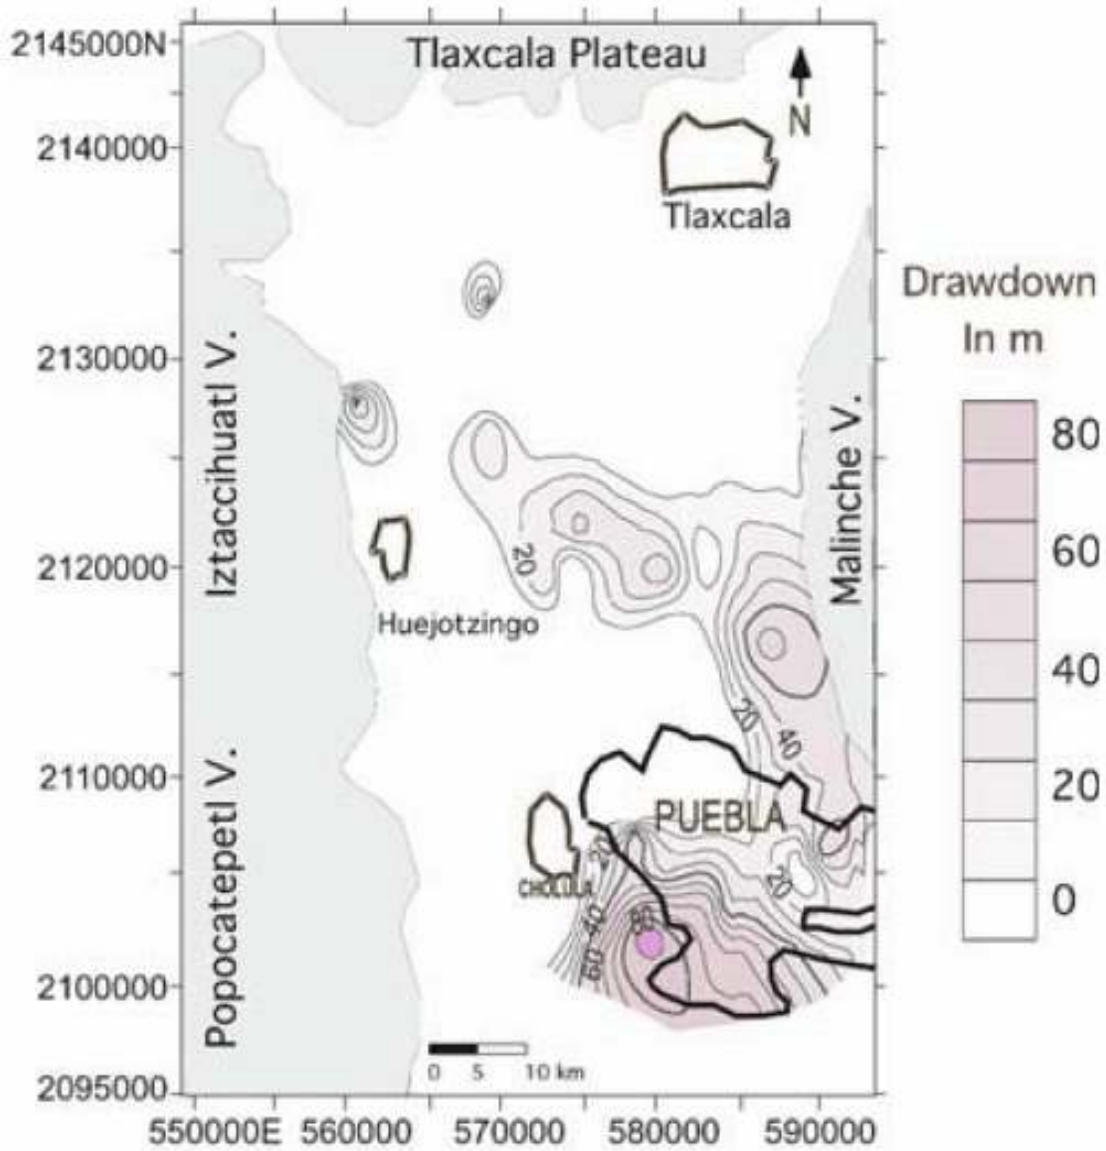 2145000N
Tlaxcala Plateau
N
2140000
Tlaxcala
Drawdown
In m
2130000
Iztaccihuatl V.
Malinche V.
80
60
40
20
0
20
2120000
Huejotzingo
20
40
2110000
PUEBLA
Popocatepetl V.
CHOLULA
20
20
40
80
60
2100000
0 5 10 km
2095000
550000E 560000 570000 580000 590000